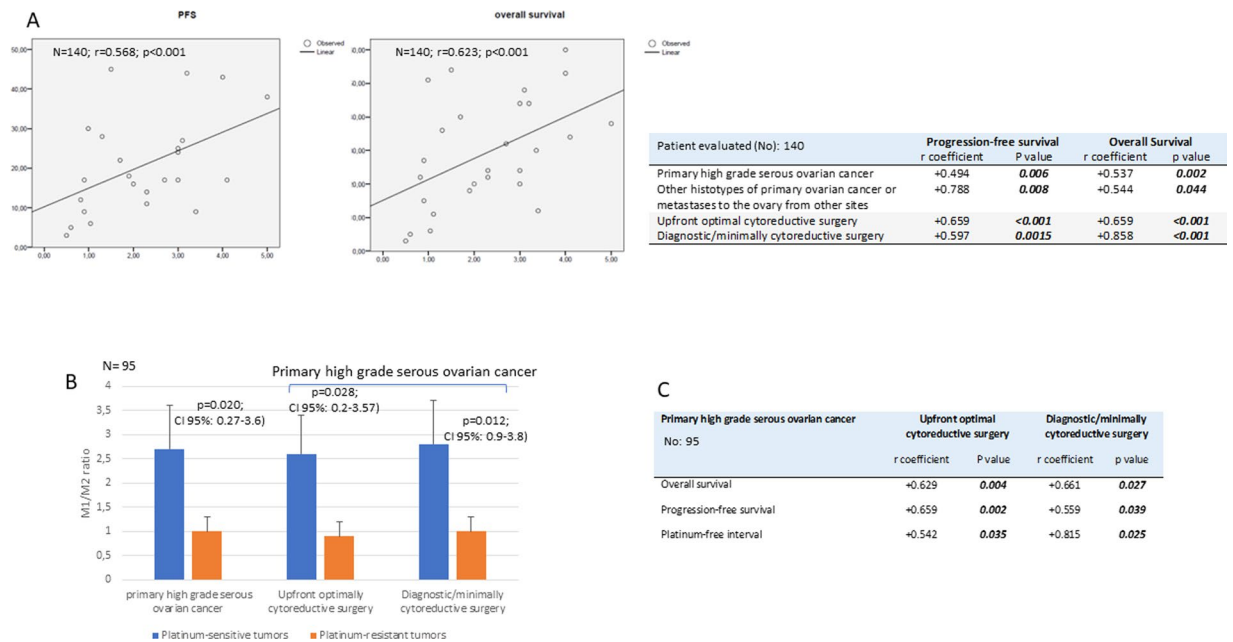 A
PFS
N=140; r=0.568; p<0.001
Observed
Linear
50,00
40,00
30,00
20,00
10,00
0,00
0,00 1,00 2,00 3,00 4,00 5,00
overall survival
N=140; r=0.623; p<0.001
Observed
Linear
0,00 1,00 2,00 3,00 4,00 5,00
Patient evaluated (No): 140 Progression-free survival Overall Survival
r coefficient P value r coefficient p value
Primary high grade serous ovarian cancer +0.494 0.006 +0.537 0.002
Other histotypes of primary ovarian cancer or
metastases to the ovary from other sites +0.788 0.008 +0.544 0.044
Upfront optimal cytoreductive surgery +0.659 <0.001 +0.659 <0.001
Diagnostic/minimally cytoreductive surgery +0.597 0.0015 +0.858 <0.001
B
N= 95
Primary high grade serous ovarian cancer
p=0.020;
CI 95%: 0.27-3.6)
p=0.028;
CI 95%: 0.2-3.57)
p=0.012;
CI 95%: 0.9-3.8)
M1/M2 ratio
4
3,5
3
2,5
2
1,5
1
0,5
0
primary high grade serous
ovarian cancer
Upfront optimally
cytoreductive surgery
Diagnostic/minimally
cytoreductive surgery
Platinum-sensitive tumors Platinum-resistant tumors
C
Primary high grade serous ovarian cancer Upfront optimal Diagnostic/minimally
No: 95 cytoreductive surgery cytoreductive surgery
r coefficient P value r coefficient p value
Overall survival +0.629 0.004 +0.661 0.027
Progression-free survival +0.659 0.002 +0.559 0.039
Platinum-free interval +0.542 0.035 +0.815 0.025